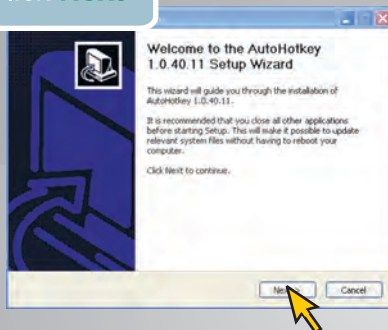 Welcome to the AutoHotkey
1.0.40.11 Setup Wizard
This wizard will guide you through the installation of
AutoHotkey 1.0.40.11.
It is recommended that you close all other applications
before starting Setup. This will make it possible to update
relevant system files without having to reboot your
computer.
Click Next to continue.
Cancel